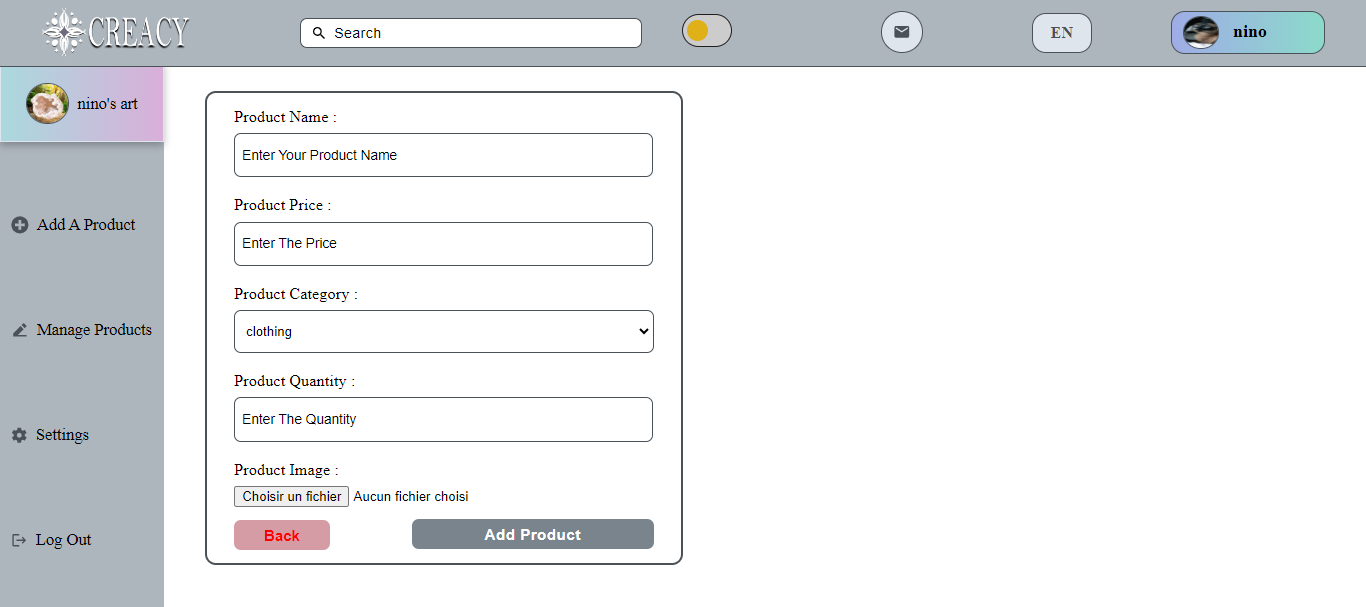 CREACY
Search
EN
nino
nino's art
Add A Product
Manage Products
Settings
Log Out
Product Name :
Enter Your Product Name
Product Price :
Enter The Price
Product Category :
clothing
Product Quantity :
Enter The Quantity
Product Image :
Choisir un fichier Aucun fichier choisi
Back Add Product